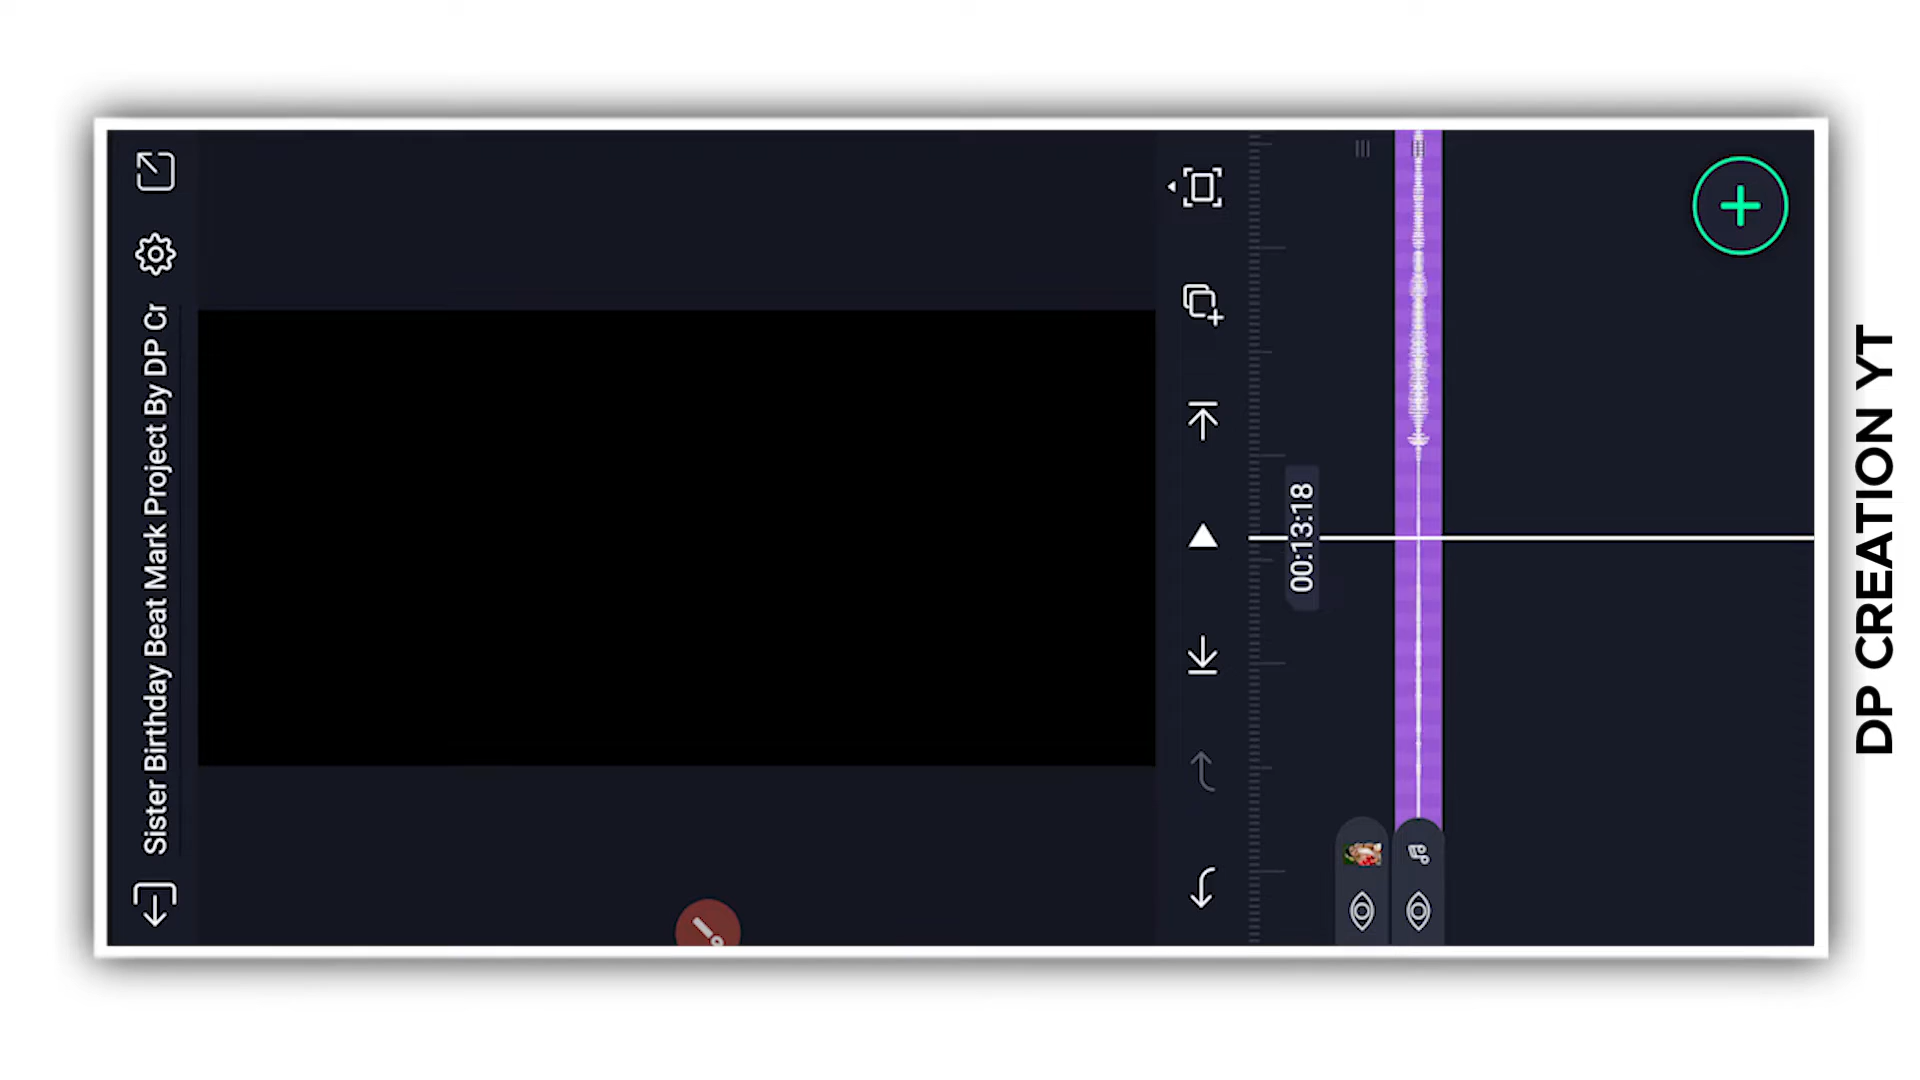 Sister Birthday Beat Mark Project By DP Cr
00:13:18
DP CREATION YT